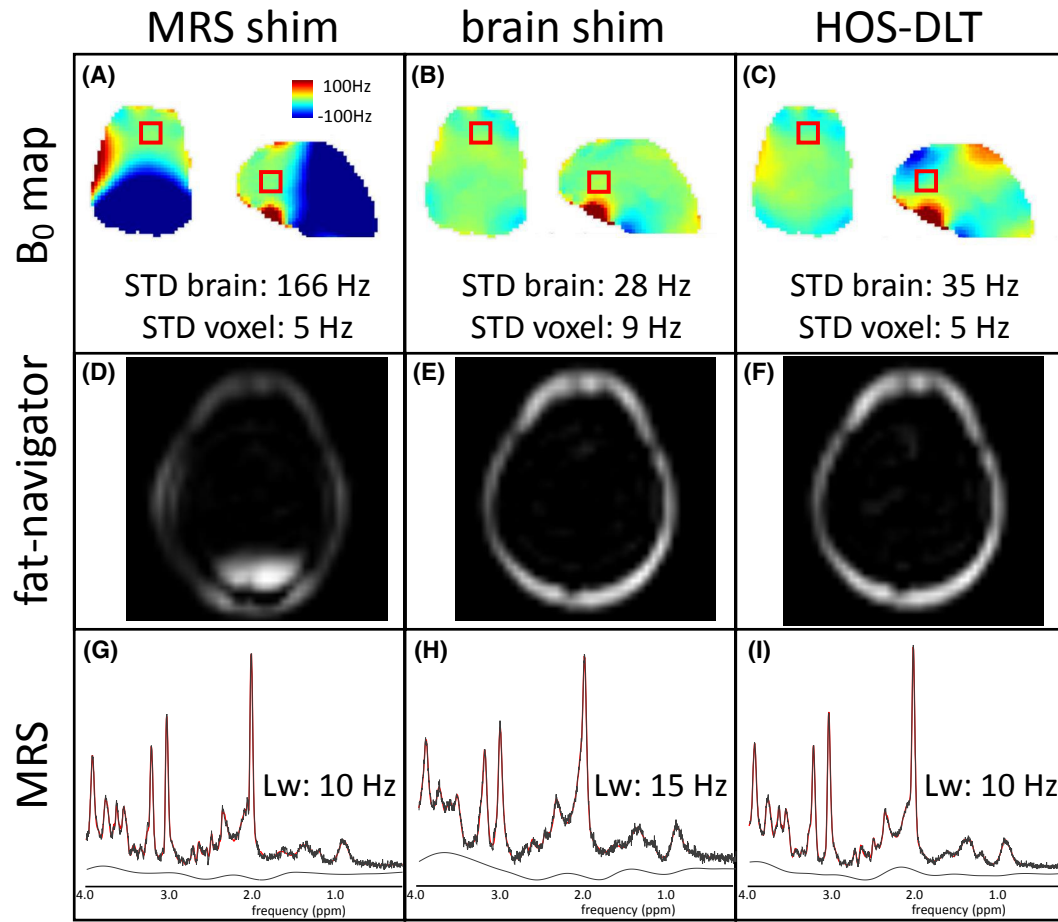 MRS shim
brain shim
HOS-DLT
B₀ map
(A)
100Hz
-100Hz
STD brain: 166 Hz
STD voxel: 5 Hz
(B)
STD brain: 28 Hz
STD voxel: 9 Hz
(C)
STD brain: 35 Hz
STD voxel: 5 Hz
fat-navigator
(D)
(E)
(F)
MRS
(G)
Lw: 10 Hz
4.0 3.0 2.0 1.0
frequency (ppm)
(H)
Lw: 15 Hz
4.0 3.0 2.0 1.0
frequency (ppm)
(I)
Lw: 10 Hz
4.0 3.0 2.0 1.0
frequency (ppm)